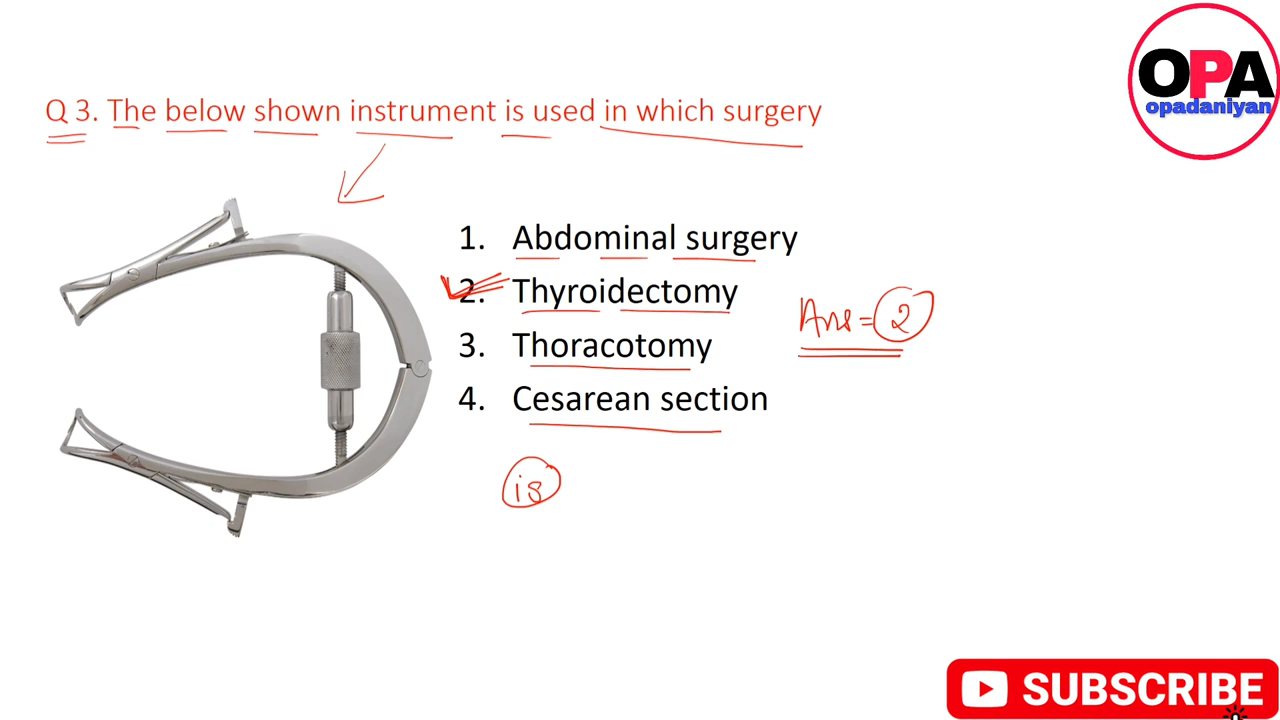 OPA
opadaniyan
Q 3. The below shown instrument is used in which surgery
1. Abdominal surgery
2. Thyroidectomy
3. Thoracotomy
4. Cesarean section
Ans = 2
is
SUBSCRIBE